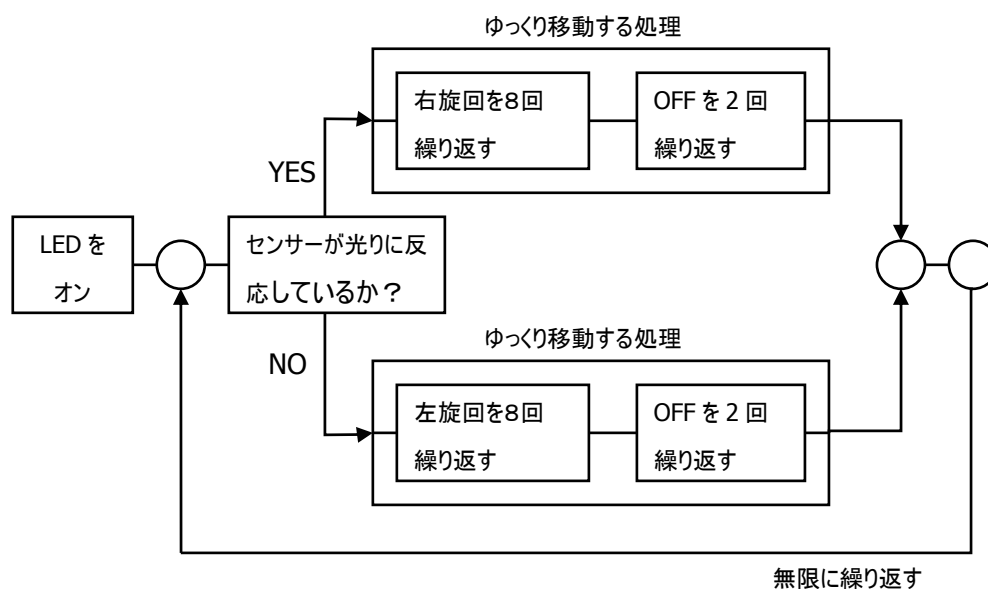 ゆっくり移動する処理
右旋回を8回
繰り返す
OFF を 2 回
繰り返す
YES
LED を
オン
センサーが光りに反
応しているか？
NO
ゆっくり移動する処理
左旋回を8回
繰り返す
OFF を 2 回
繰り返す
無限に繰り返す